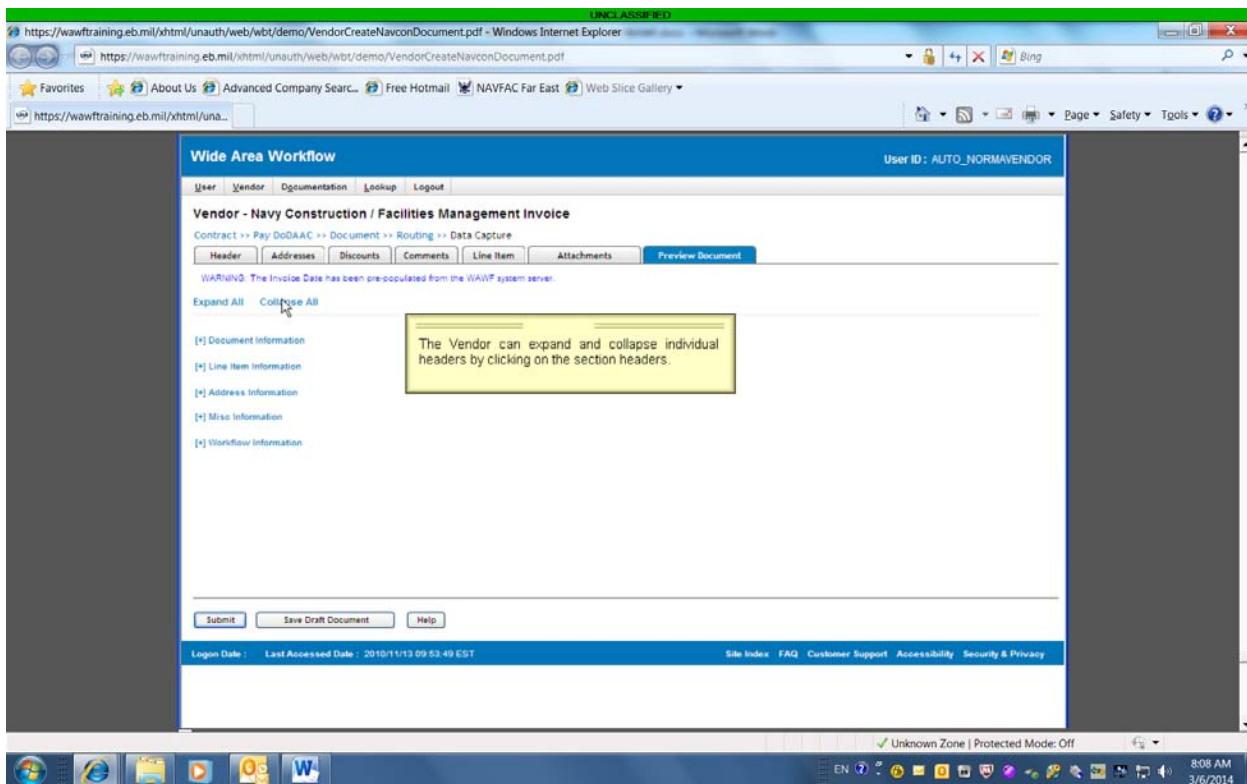 UNCLASSIFIED
https://wawftraining.eb.mil/xhtml/unauth/web/wbt/demo/VendorCreateNavconDocument.pdf - Windows Internet Explorer
https://wawftraining.eb.mil/xhtml/unauth/web/wbt/demo/VendorCreateNavconDocument.pdf
Bing
Favorites About Us Advanced Company Searc... Free Hotmail NAVFAC Far East Web Slice Gallery
https://wawftraining.eb.mil/xhtml/una...
Page Safety Tools
Wide Area Workflow
User ID : AUTO_NORMAVENDOR
User Vendor Documentation Lookup Logout
Vendor - Navy Construction / Facilities Management Invoice
Contract >> Pay DoDAAC >> Document >> Routing >> Data Capture
Header Addresses Discounts Comments Line Item Attachments Preview Document
WARNING: The Invoice Date has been pre-populated from the WAWF system server.
Expand All Collapse All
[+] Document Information
[+] Line Item Information
[+] Address Information
[+] Misc Information
[+] Workflow Information
The Vendor can expand and collapse individual
headers by clicking on the section headers.
Submit Save Draft Document Help
Logon Date : Last Accessed Date : 2010/11/13 09:53:49 EST
Site Index FAQ Customer Support Accessibility Security & Privacy
Unknown Zone | Protected Mode: Off
EN
8:08 AM
3/6/2014